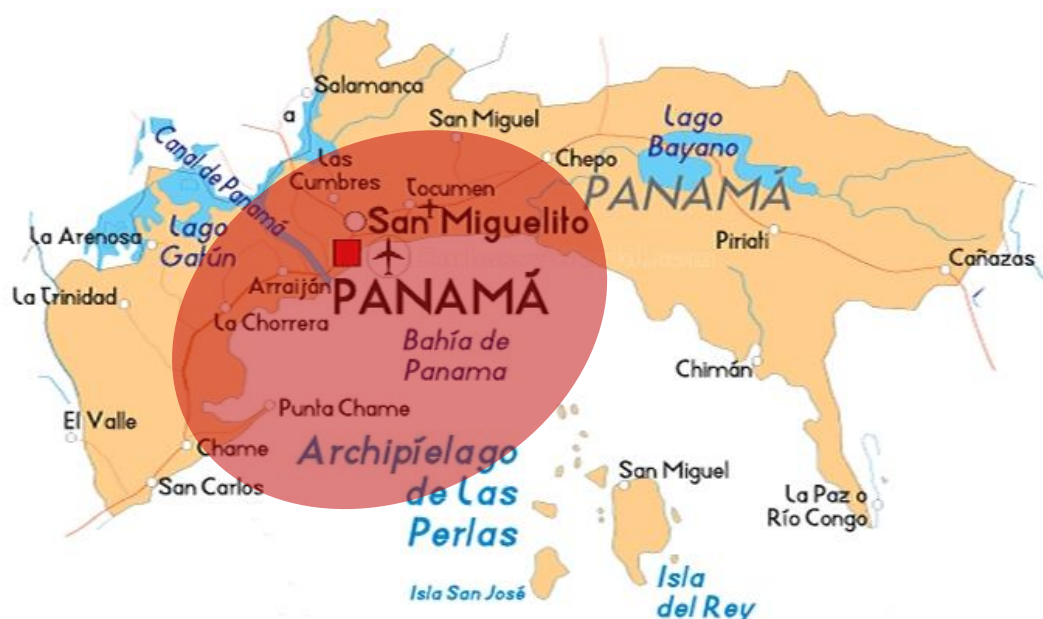 Salamanca
a
San Miguel
Lago
Bayano
Chepo
PANAMÁ
Canal de Panamá
Las
Cumbres
Tocumen
San Miguelito
La Arenosa
Lago
Gatún
Piriatí
Cañazas
Arraiján
PANAMÁ
La Trinidad
La Chorrera
Bahía de
Panama
Chimán
El Valle
Punta Chame
Chame
Archipíelago
de Las
Perlas
San Carlos
San Miguel
La Paz o
Río Congo
Isla San José
Isla
del Rey